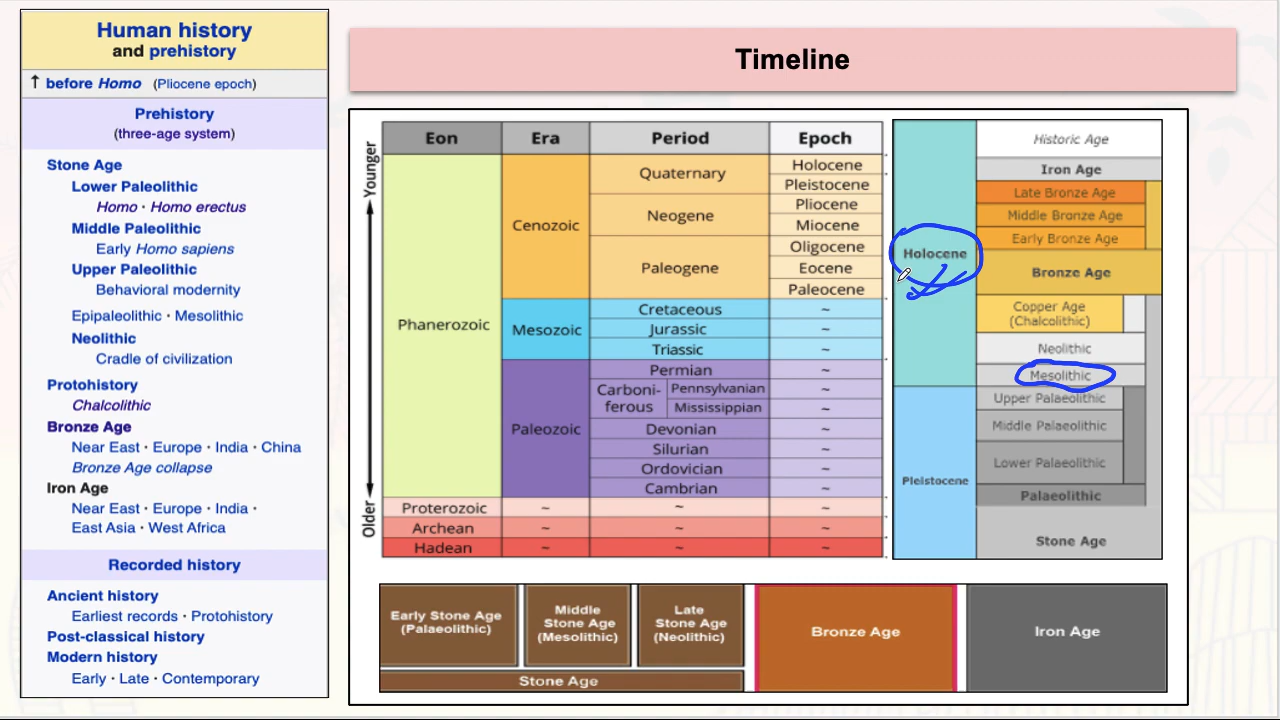 Human history
and prehistory
↑ before Homo (Pliocene epoch)
Prehistory
(three-age system)
Stone Age
Lower Paleolithic
Homo · Homo erectus
Middle Paleolithic
Early Homo sapiens
Upper Paleolithic
Behavioral modernity
Epipaleolithic · Mesolithic
Neolithic
Cradle of civilization
Protohistory
Chalcolithic
Bronze Age
Near East · Europe · India · China
Bronze Age collapse
Iron Age
Near East · Europe · India ·
East Asia · West Africa
Recorded history
Ancient history
Earliest records · Protohistory
Post-classical history
Modern history
Early · Late · Contemporary
Timeline
Younger
Older
Eon Era Period Epoch
Phanerozoic
Cenozoic
Quaternary
Holocene
Pleistocene
Neogene
Pliocene
Miocene
Paleogene
Oligocene
Eocene
Paleocene
Mesozoic
Cretaceous ~
Jurassic ~
Triassic ~
Paleozoic
Permian ~
Carboni-
ferous
Pennsylvanian ~
Mississippian ~
Devonian ~
Silurian ~
Ordovician ~
Cambrian ~
Proterozoic ~ ~ ~
Archean ~ ~ ~
Hadean ~ ~ ~
Holocene
Historic Age
Iron Age
Late Bronze Age
Middle Bronze Age
Early Bronze Age
Bronze Age
Copper Age
(Chalcolithic)
Neolithic
Mesolithic
Pleistocene
Upper Palaeolithic
Middle Palaeolithic
Lower Palaeolithic
Palaeolithic
Stone Age
Early Stone Age
(Palaeolithic)
Middle
Stone Age
(Mesolithic)
Late
Stone Age
(Neolithic)
Stone Age
Bronze Age
Iron Age